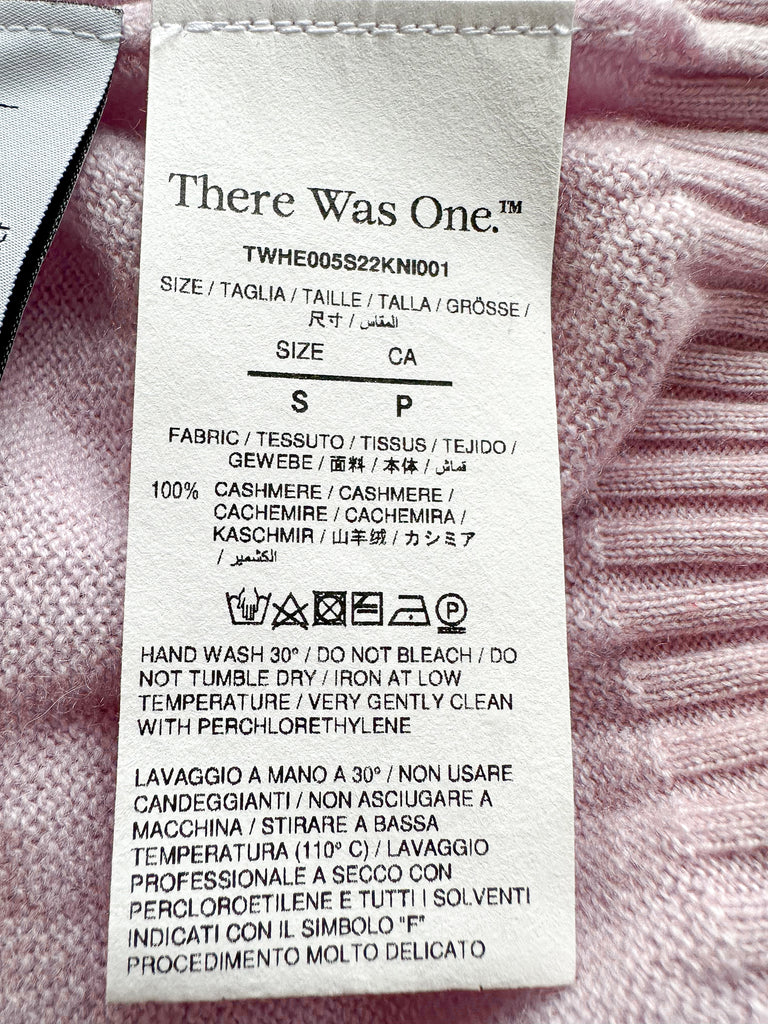 There Was One.™
TWHE005S22KNI001
SIZE / TAGLIA / TAILLE / TALLA / GRÖSSE /
尺寸 / المقاس
SIZE CA
S P
FABRIC / TESSUTO / TISSUS / TEJIDO /
GEWEBE / 面料 / 本体 / قماش
100% CASHMERE / CASHMERE /
CACHEMIRE / CACHEMIRA /
KASCHMIR / 山羊绒 / カシミア
/ الكشمير
P
HAND WASH 30° / DO NOT BLEACH / DO
NOT TUMBLE DRY / IRON AT LOW
TEMPERATURE / VERY GENTLY CLEAN
WITH PERCHLORETHYLENE
LAVAGGIO A MANO A 30° / NON USARE
CANDEGGIANTI / NON ASCIUGARE A
MACCHINA / STIRARE A BASSA
TEMPERATURA (110° C) / LAVAGGIO
PROFESSIONALE A SECCO CON
PERCLOROETILENE E TUTTI I SOLVENTI
INDICATI CON IL SIMBOLO "F"
PROCEDIMENTO MOLTO DELICATO